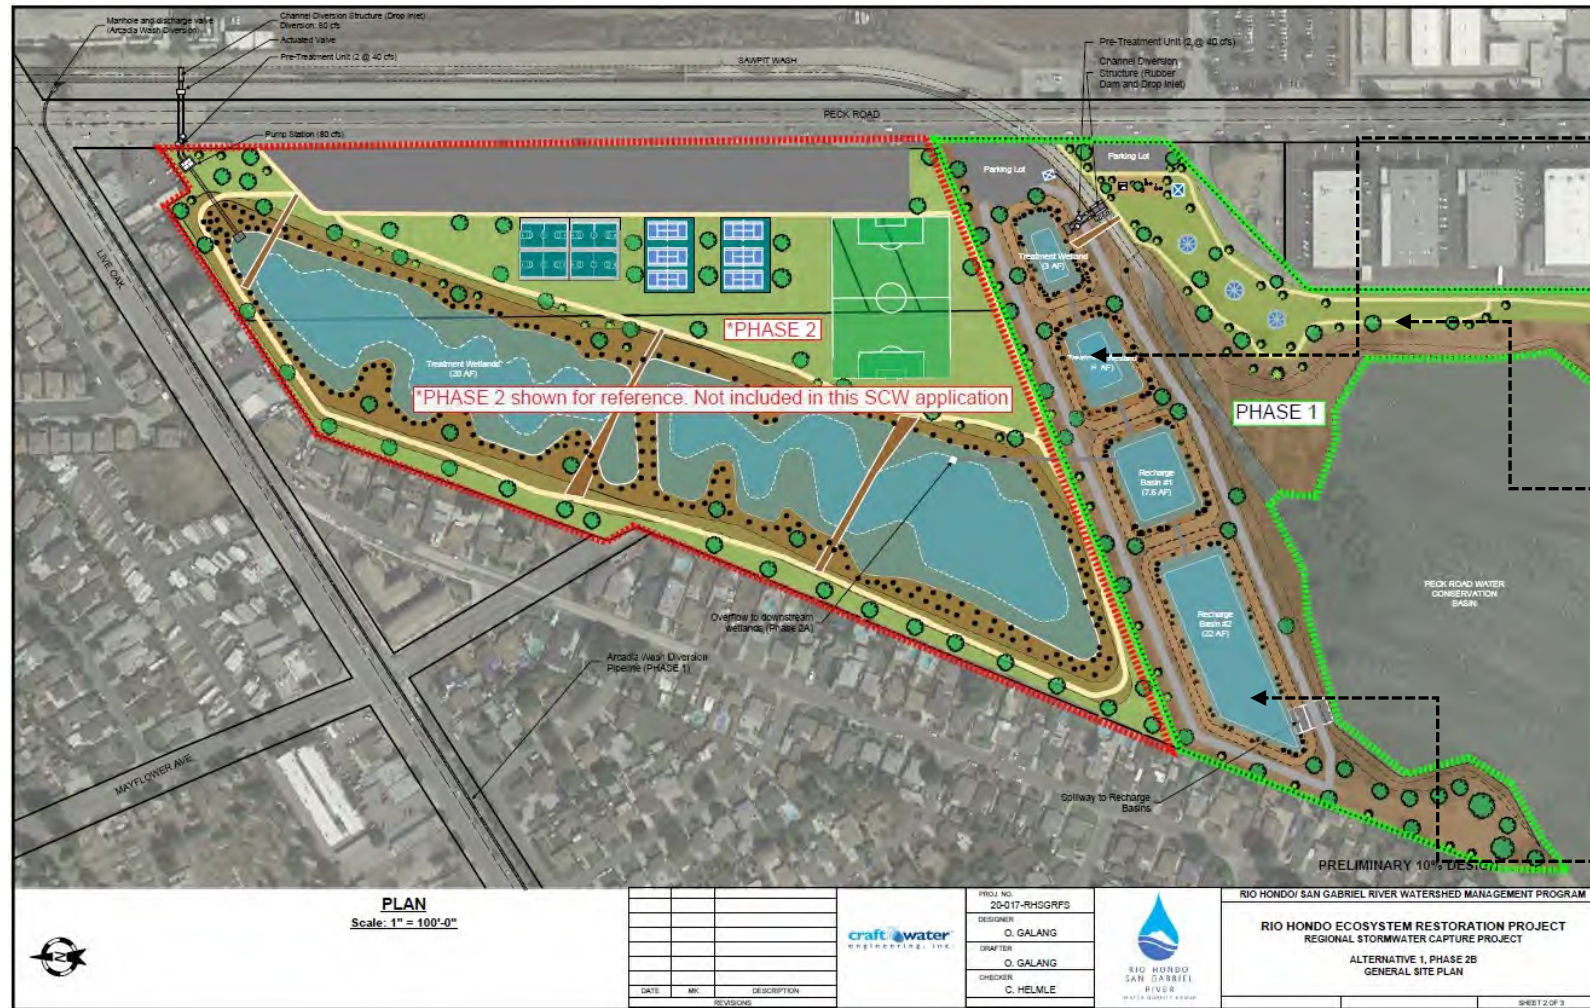 Manhole and discharge valve
(Arcadia Wash Diversion)
Channel Diversion Structure (Drop Inlet)
Diversion: 80 cfs
Actuated Valve
Pre-Treatment Unit (2 @ 40 cfs)
Pump Station (80 cfs)
SAWPIT WASH
PECK ROAD
Pre-Treatment Unit (2 @ 40 cfs)
Channel Diversion
Structure (Rubber
Dam and Drop Inlet)
Parking Lot
Parking Lot
LIVE OAK
Treatment Wetland
(3 AF)
*PHASE 2
Treatment Wetlands
(20 AF)
AF)
*PHASE 2 shown for reference. Not included in this SCW application
PHASE 1
Recharge
Basin #1
(7.5 AF)
PECK ROAD WATER
CONSERVATION
BASIN
Overflow to downstream
wetlands (Phase 2A)
Recharge
Basin #2
(22 AF)
Arcadia Wash Diversion
Pipeline (PHASE 1)
MAYFLOWER AVE.
Spillway to Recharge
Basins
PRELIMINARY 10% DESIG
PLAN
Scale: 1" = 100'-0"
N
DATE MK DESCRIPTION
REVISIONS
craft water
engineering, inc.
PROJ. NO.
20-017-RHSGRFS
DESIGNER
O. GALANG
DRAFTER
O. GALANG
CHECKER
C. HELMLE
RIO HONDO
SAN GABRIEL
RIVER
WATER QUALITY GROUP
RIO HONDO/ SAN GABRIEL RIVER WATERSHED MANAGEMENT PROGRAM
RIO HONDO ECOSYSTEM RESTORATION PROJECT
REGIONAL STORMWATER CAPTURE PROJECT
ALTERNATIVE 1, PHASE 2B
GENERAL SITE PLAN
SHEET 2 OF 3